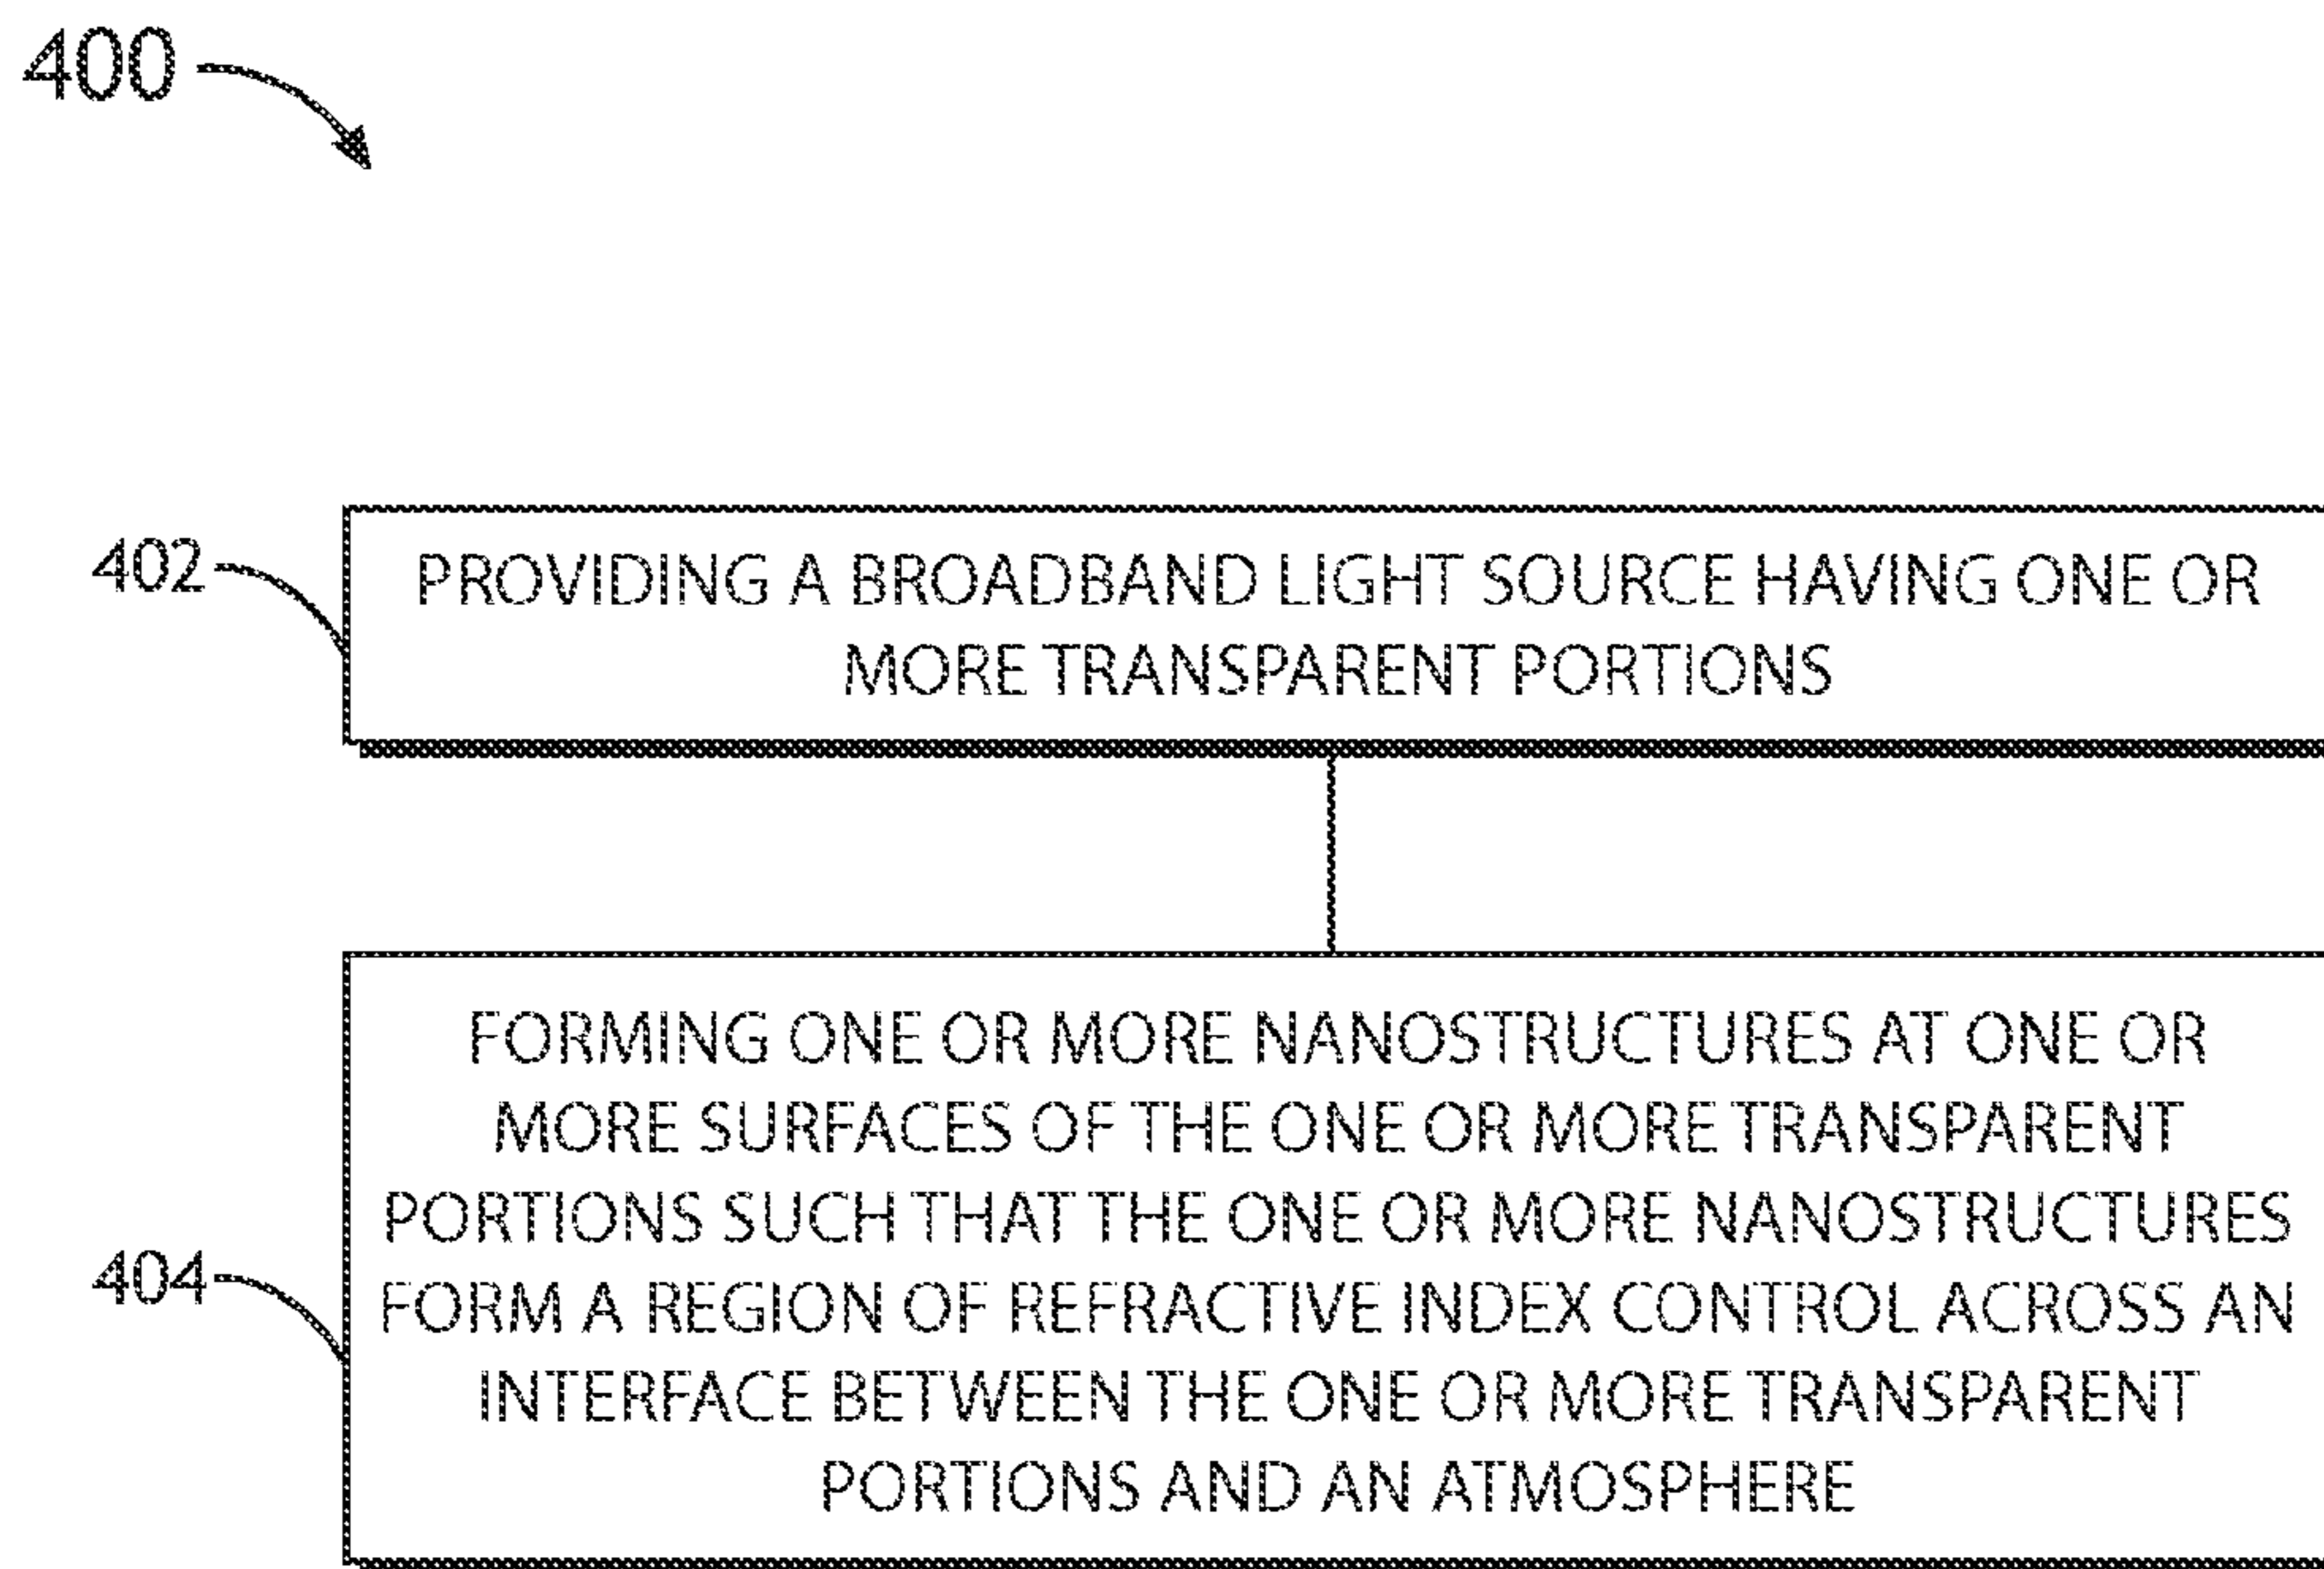 400
402
PROVIDING A BROADBAND LIGHT SOURCE HAVING ONE OR
MORE TRANSPARENT PORTIONS
404
FORMING ONE OR MORE NANOSTRUCTURES AT ONE OR
MORE SURFACES OF THE ONE OR MORE TRANSPARENT
PORTIONS SUCH THAT THE ONE OR MORE NANOSTRUCTURES
FORM A REGION OF REFRACTIVE INDEX CONTROL ACROSS AN
INTERFACE BETWEEN THE ONE OR MORE TRANSPARENT
PORTIONS AND AN ATMOSPHERE